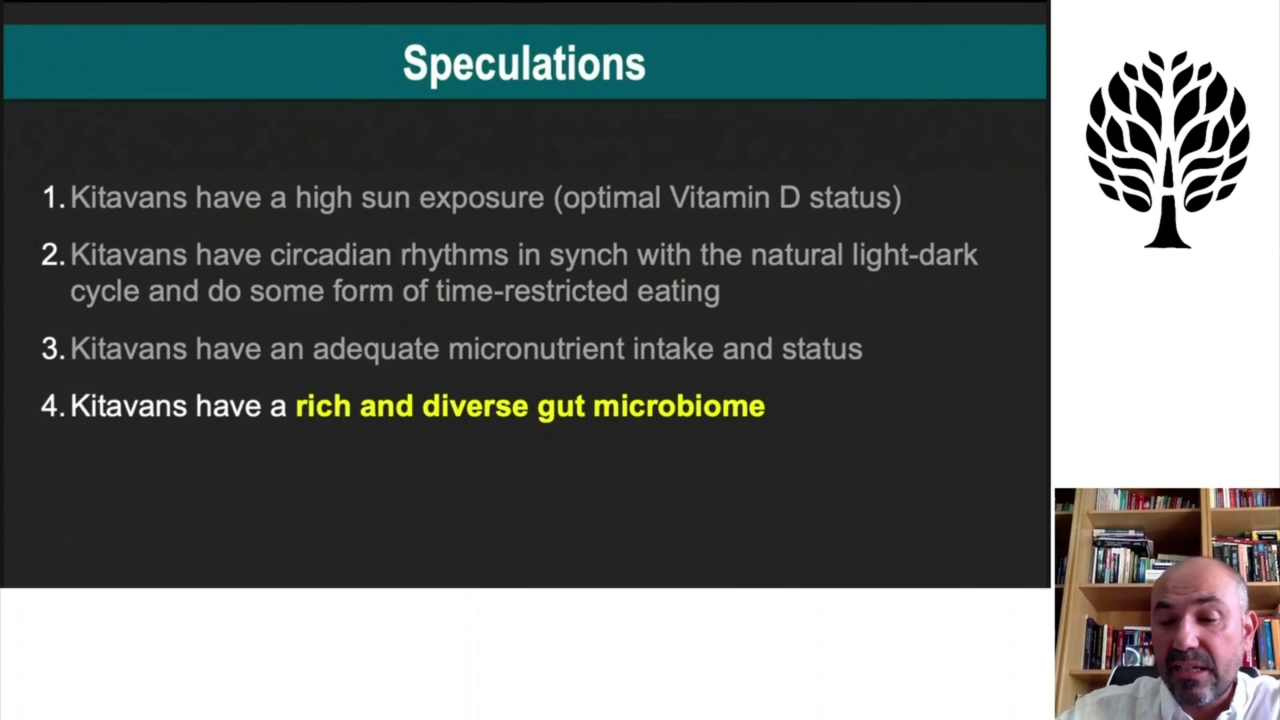 Speculations
1. Kitavans have a high sun exposure (optimal Vitamin D status)
2. Kitavans have circadian rhythms in synch with the natural light-dark
cycle and do some form of time-restricted eating
3. Kitavans have an adequate micronutrient intake and status
4. Kitavans have a rich and diverse gut microbiome